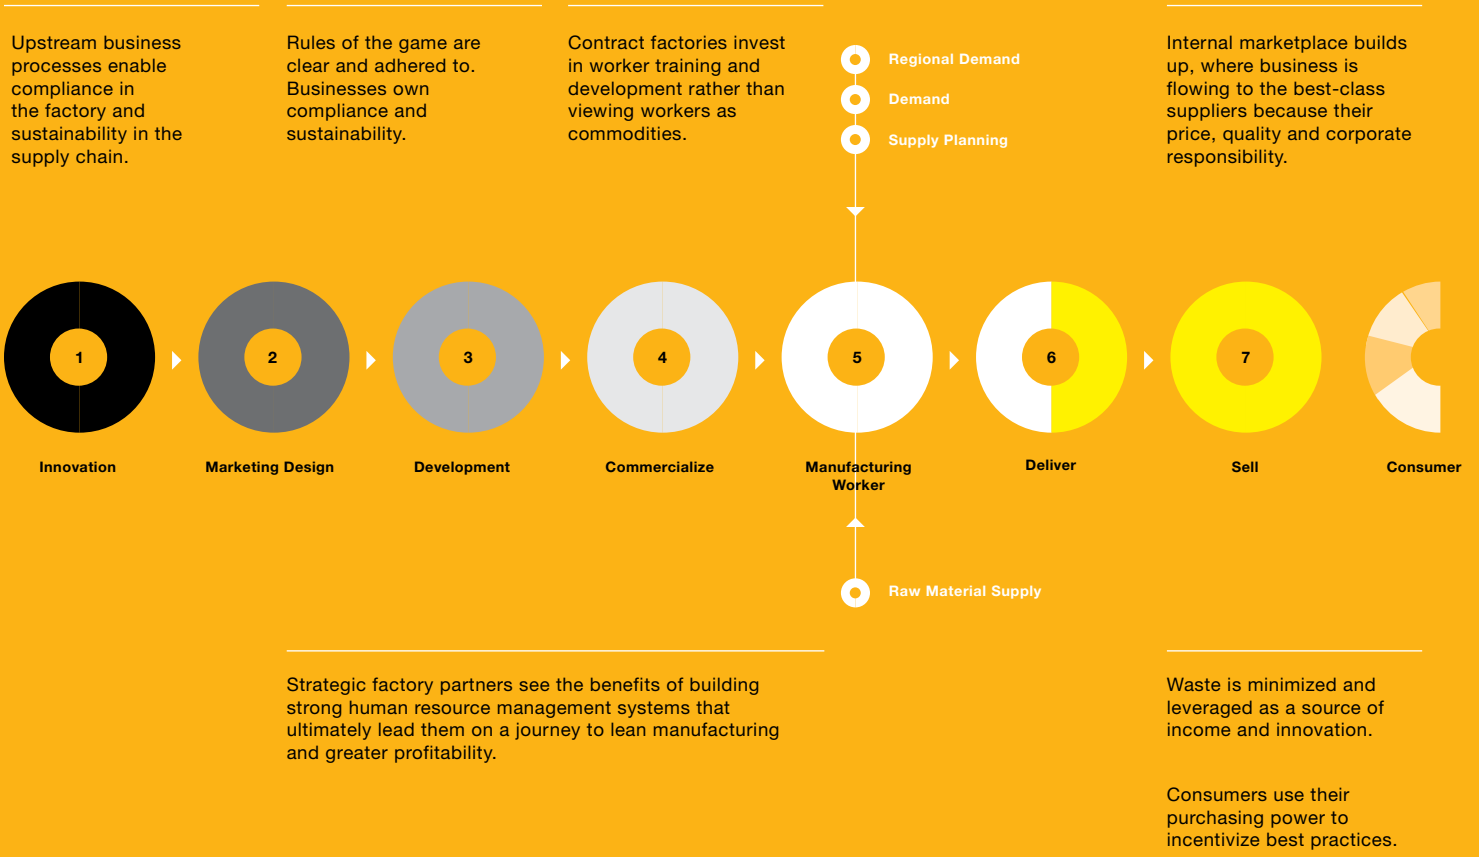 Upstream business
processes enable
compliance in
the factory and
sustainability in the
supply chain.
Rules of the game are
clear and adhered to.
Businesses own
compliance and
sustainability.
Contract factories invest
in worker training and
development rather than
viewing workers as
commodities.
Regional Demand
Demand
Supply Planning
Internal marketplace builds
up, where business is
flowing to the best-class
suppliers because their
price, quality and corporate
responsibility.
1
2
3
4
5
6
7
Innovation
Marketing Design
Development
Commercialize
Manufacturing
Worker
Deliver
Sell
Consumer
Raw Material Supply
Strategic factory partners see the benefits of building
strong human resource management systems that
ultimately lead them on a journey to lean manufacturing
and greater profitability.
Waste is minimized and
leveraged as a source of
income and innovation.
Consumers use their
purchasing power to
incentivize best practices.